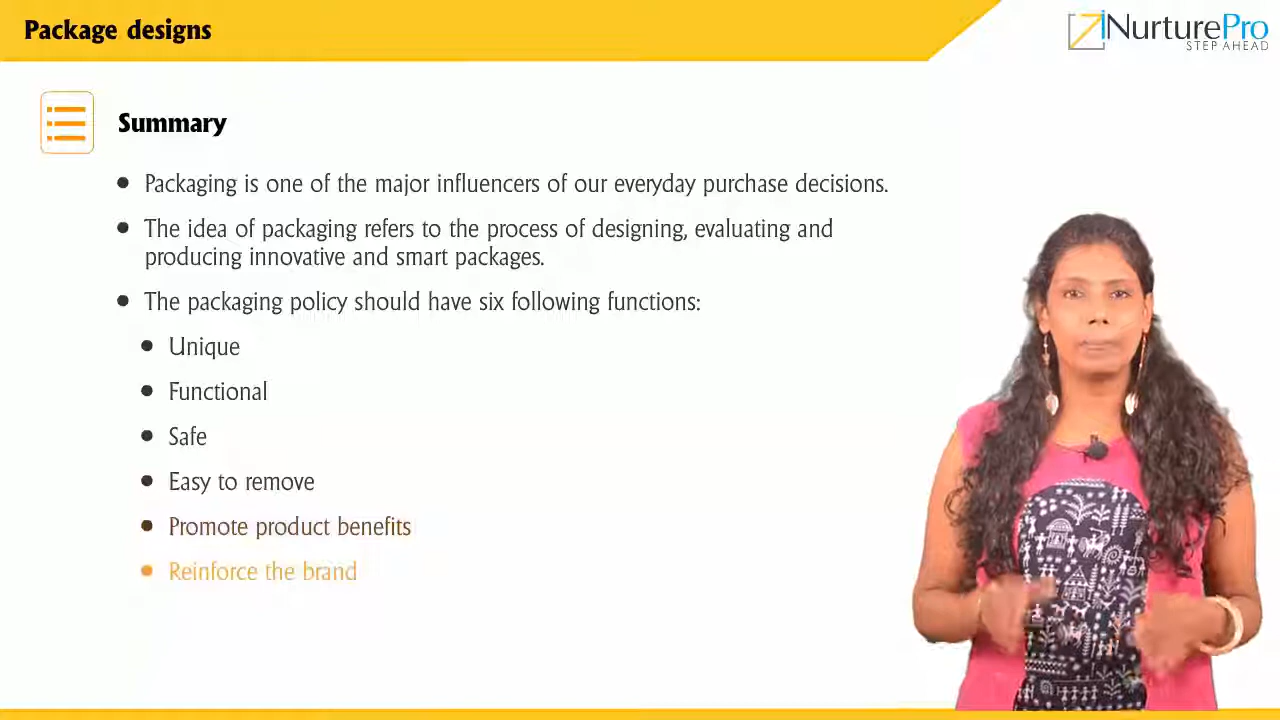 Package designs
iNurturePro
STEP AHEAD
Summary
• Packaging is one of the major influencers of our everyday purchase decisions.
• The idea of packaging refers to the process of designing, evaluating and
producing innovative and smart packages.
• The packaging policy should have six following functions:
• Unique
• Functional
• Safe
• Easy to remove
• Promote product benefits
• Reinforce the brand